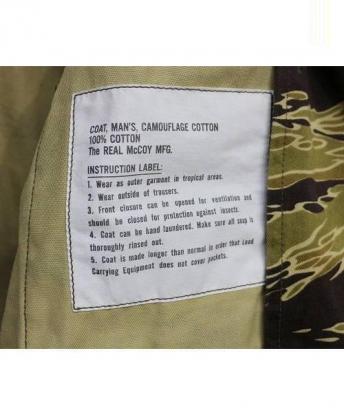 COAT, MAN'S, CAMOUFLAGE COTTON
100% COTTON
The REAL McCOY MFG.
INSTRUCTION LABEL:
1. Wear as outer garment in tropical areas.
2. Wear outside of trousers.
3. Front closure can be opened for ventilation and
should be closed for protection against insects.
4. Coat can be hand laundered. Make sure all soap is
thoroughly rinsed out.
5. Coat is made longer than normal in order that Load
Carrying Equipment does not cover pockets.